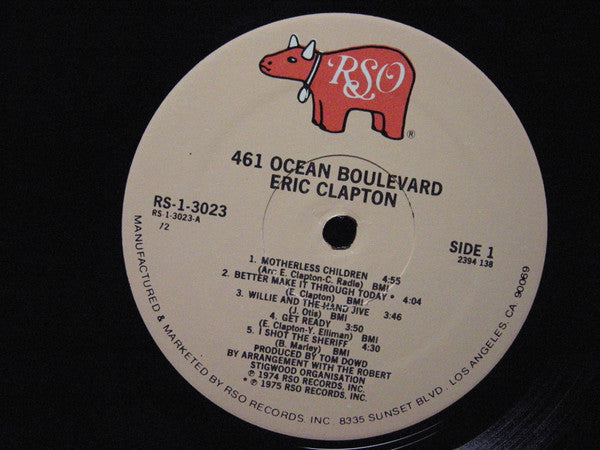 RSO
®
461 OCEAN BOULEVARD
ERIC CLAPTON
RS-1-3023
RS 1-3023-A
72
SIDE 1
2394 138
1. MOTHERLESS CHILDREN 4:55
(Arr: E. Clapton-C. Radle) BMI
2. BETTER MAKE IT THROUGH TODAY * 4:04
(E. Clapton) BMI
3. WILLIE AND THE HAND JIVE 3:46
(J. Otis) BMI
4. GET READY 3:50
(E. Clapton-Y. Elliman) BMI
5. I SHOT THE SHERIFF 4:30
(B. Marley) BMI
PRODUCED BY TOM DOWD
BY ARRANGEMENT WITH THE ROBERT
STIGWOOD ORGANISATION
℗ 1974 RSO RECORDS, INC.
* ℗ 1975 RSO RECORDS, INC.
MANUFACTURED & MARKETED BY RSO RECORDS, INC. 8335 SUNSET BLVD. LOS ANGELES, CA 90069